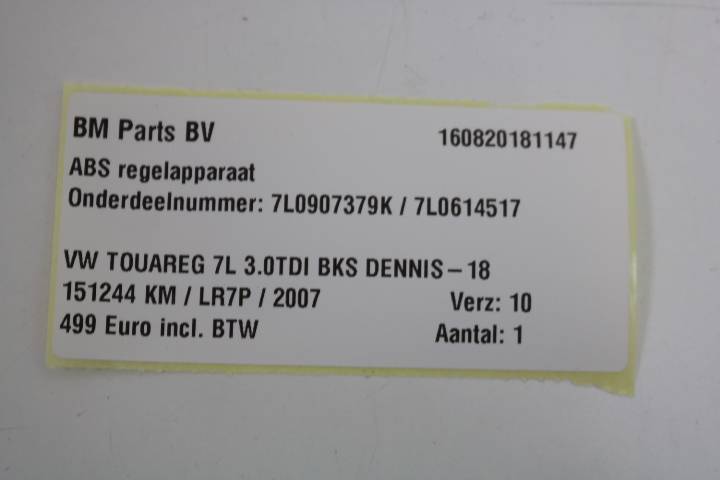 BM Parts BV 160820181147
ABS regelapparaat
Onderdeelnummer: 7L0907379K / 7L0614517
VW TOUAREG 7L 3.0TDI BKS DENNIS – 18
151244 KM / LR7P / 2007 Verz: 10
499 Euro incl. BTW Aantal: 1